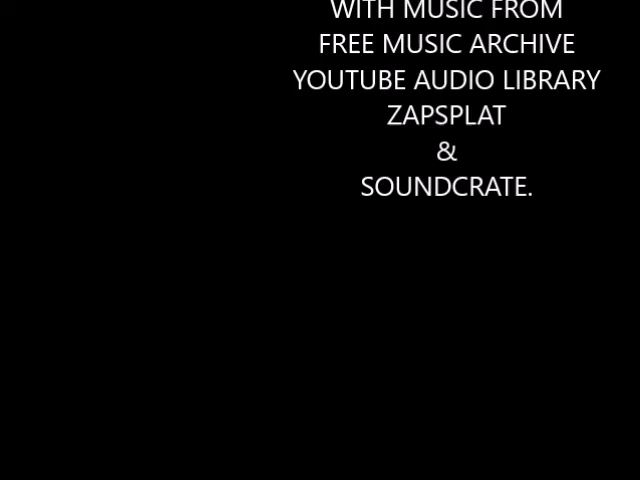 WITH MUSIC FROM
FREE MUSIC ARCHIVE
YOUTUBE AUDIO LIBRARY
ZAPSPLAT
&
SOUNDCRATE.